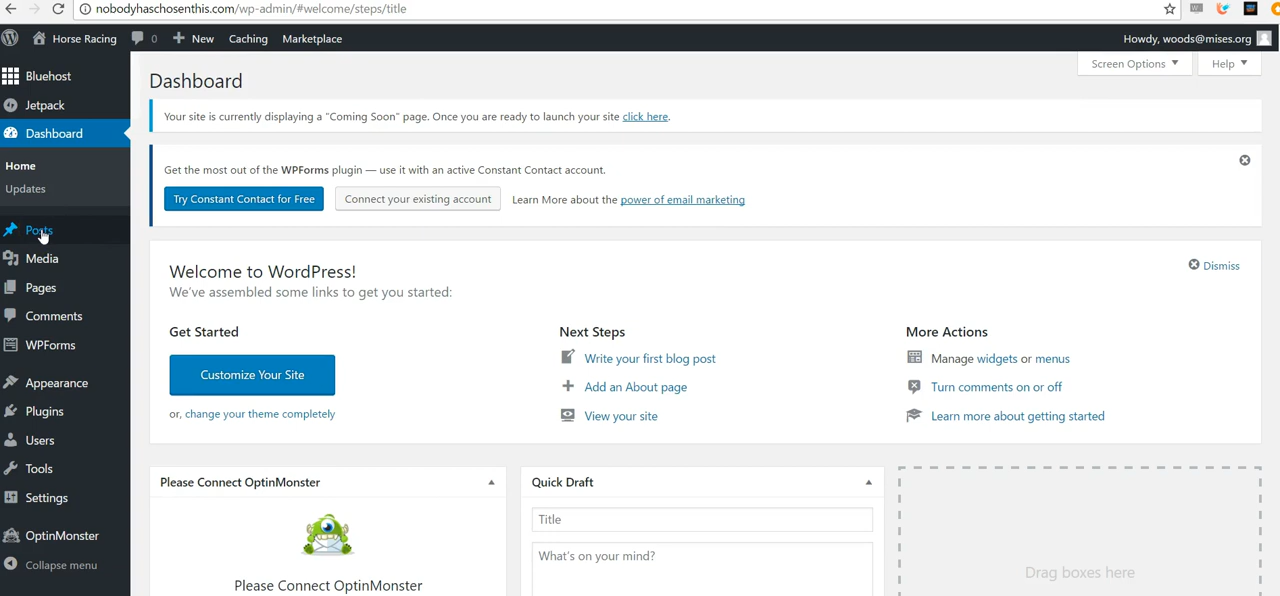 nobodyhaschosenthis.com/wp-admin/#welcome/steps/title
Horse Racing 0 New Caching Marketplace Howdy, woods@mises.org
Screen Options Help
Bluehost
Jetpack
Dashboard
Home
Updates
Posts
Media
Pages
Comments
WPForms
Appearance
Plugins
Users
Tools
Settings
OptinMonster
Collapse menu
Dashboard
Your site is currently displaying a "Coming Soon" page. Once you are ready to launch your site click here.
Get the most out of the WPForms plugin — use it with an active Constant Contact account.
Try Constant Contact for Free Connect your existing account Learn More about the power of email marketing
Welcome to WordPress!
Dismiss
We've assembled some links to get you started:
Get Started
Customize Your Site
or, change your theme completely
Next Steps
Write your first blog post
Add an About page
View your site
More Actions
Manage widgets or menus
Turn comments on or off
Learn more about getting started
Please Connect OptinMonster
Please Connect OptinMonster
Quick Draft
Title
What's on your mind?
Drag boxes here